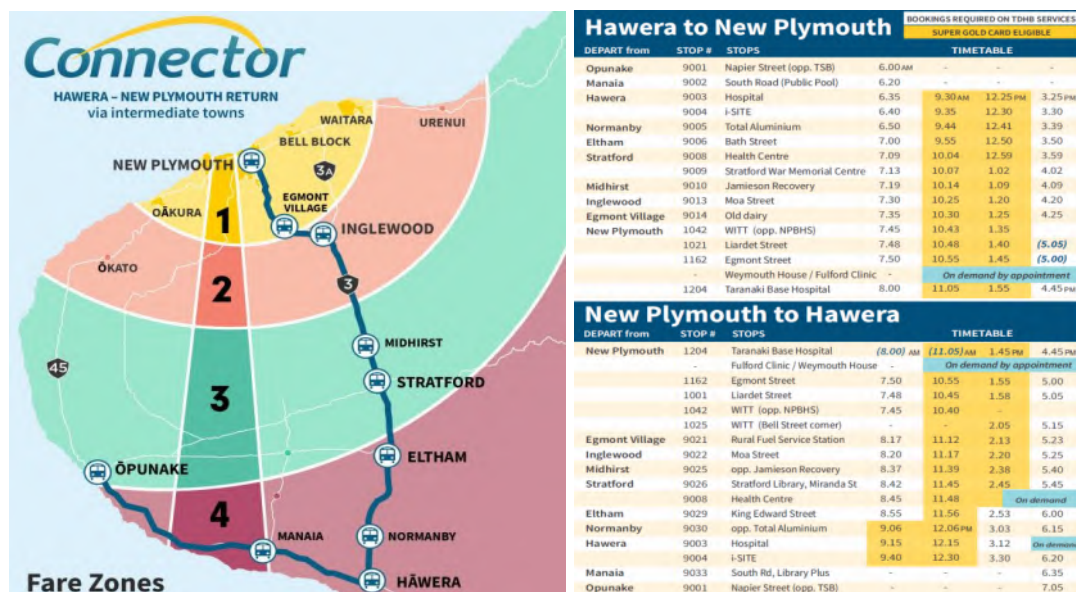 Connector
HAWERA – NEW PLYMOUTH RETURN
via intermediate towns
WAITARA
URENUI
BELL BLOCK
NEW PLYMOUTH
3A
EGMONT
VILLAGE
OĀKURA
1
INGLEWOOD
ŌKATO
2
3
MIDHIRST
45
STRATFORD
3
ELTHAM
ŌPUNAKE
4
NORMANBY
MANAIA
HĀWERA
Fare Zones
Hawera to New Plymouth
BOOKINGS REQUIRED ON TDHB SERVICES
SUPER GOLD CARD ELIGIBLE
DEPART from STOP # STOPS TIMETABLE
Opunake 9001 Napier Street (opp. TSB) 6.00 AM - - -
Manaia 9002 South Road (Public Pool) 6.20 - - -
Hawera 9003 Hospital 6.35 9.30 AM 12.25 PM 3.25 PM
9004 i-SITE 6.40 9.35 12.30 3.30
Normanby 9005 Total Aluminium 6.50 9.44 12.41 3.39
Eltham 9006 Bath Street 7.00 9.55 12.50 3.50
Stratford 9008 Health Centre 7.09 10.04 12.59 3.59
9009 Stratford War Memorial Centre 7.13 10.07 1.02 4.02
Midhirst 9010 Jamieson Recovery 7.19 10.14 1.09 4.09
Inglewood 9013 Moa Street 7.30 10.25 1.20 4.20
Egmont Village 9014 Old dairy 7.35 10.30 1.25 4.25
New Plymouth 1042 WITT (opp. NPBHS) 7.45 10.43 1.35
1021 Liardet Street 7.48 10.48 1.40 (5.05)
1162 Egmont Street 7.50 10.55 1.45 (5.00)
- Weymouth House / Fulford Clinic - On demand by appointment
1204 Taranaki Base Hospital 8.00 11.05 1.55 4.45 PM
New Plymouth to Hawera
DEPART from STOP # STOPS TIMETABLE
New Plymouth 1204 Taranaki Base Hospital (8.00) AM (11.05) AM 1.45 PM 4.45 PM
- Fulford Clinic / Weymouth House - On demand by appointment
1162 Egmont Street 7.50 10.55 1.55 5.00
1001 Liardet Street 7.48 10.45 1.58 5.05
1042 WITT (opp. NPBHS) 7.45 10.40 -
1025 WITT (Bell Street corner) - - 2.05 5.15
Egmont Village 9021 Rural Fuel Service Station 8.17 11.12 2.13 5.23
Inglewood 9022 Moa Street 8.20 11.17 2.20 5.25
Midhirst 9025 opp. Jamieson Recovery 8.37 11.39 2.38 5.40
Stratford 9026 Stratford Library, Miranda St 8.42 11.45 2.45 5.45
9008 Health Centre 8.45 11.48 On demand
Eltham 9029 King Edward Street 8.55 11.56 2.53 6.00
Normanby 9030 opp. Total Aluminium 9.06 12.06 PM 3.03 6.15
Hawera 9003 Hospital 9.15 12.15 3.12 On demand
9004 i-SITE 9.40 12.30 3.30 6.20
Manaia 9033 South Rd, Library Plus - - - 6.35
Opunake 9001 Napier Street (opp. TSB) - - - 7.05